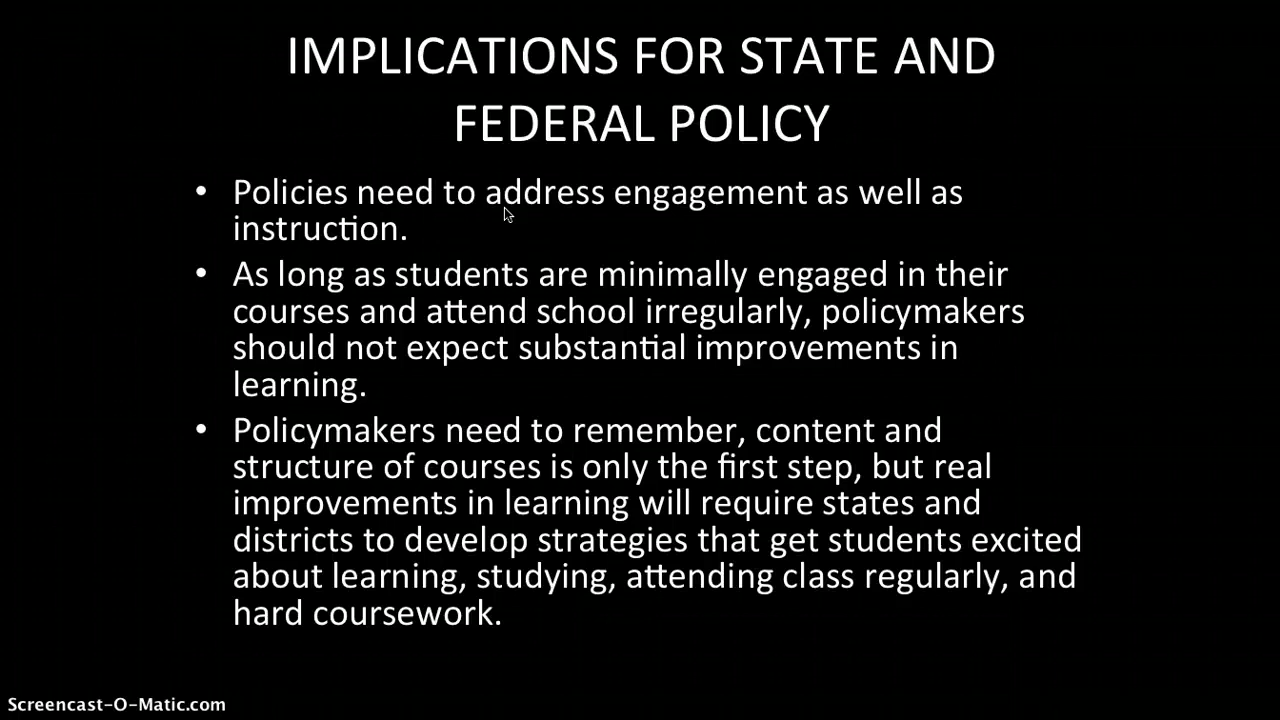 IMPLICATIONS FOR STATE AND
FEDERAL POLICY
• Policies need to address engagement as well as
instruction.
• As long as students are minimally engaged in their
courses and attend school irregularly, policymakers
should not expect substantial improvements in
learning.
• Policymakers need to remember, content and
structure of courses is only the first step, but real
improvements in learning will require states and
districts to develop strategies that get students excited
about learning, studying, attending class regularly, and
hard coursework.
Screencast-O-Matic.com